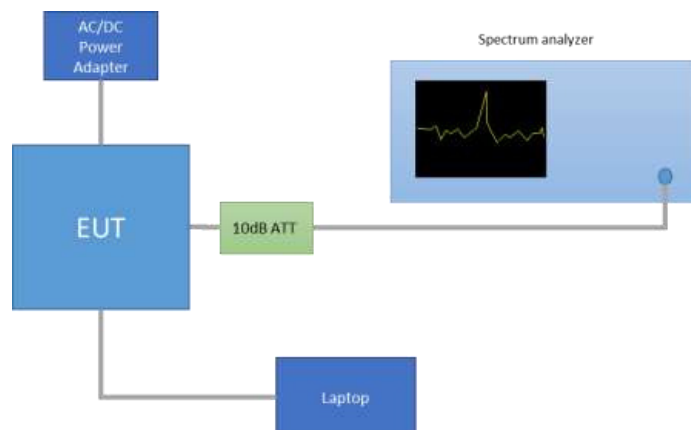 AC/DC
Power
Adapter
Spectrum analyzer
EUT
10dB ATT
Laptop